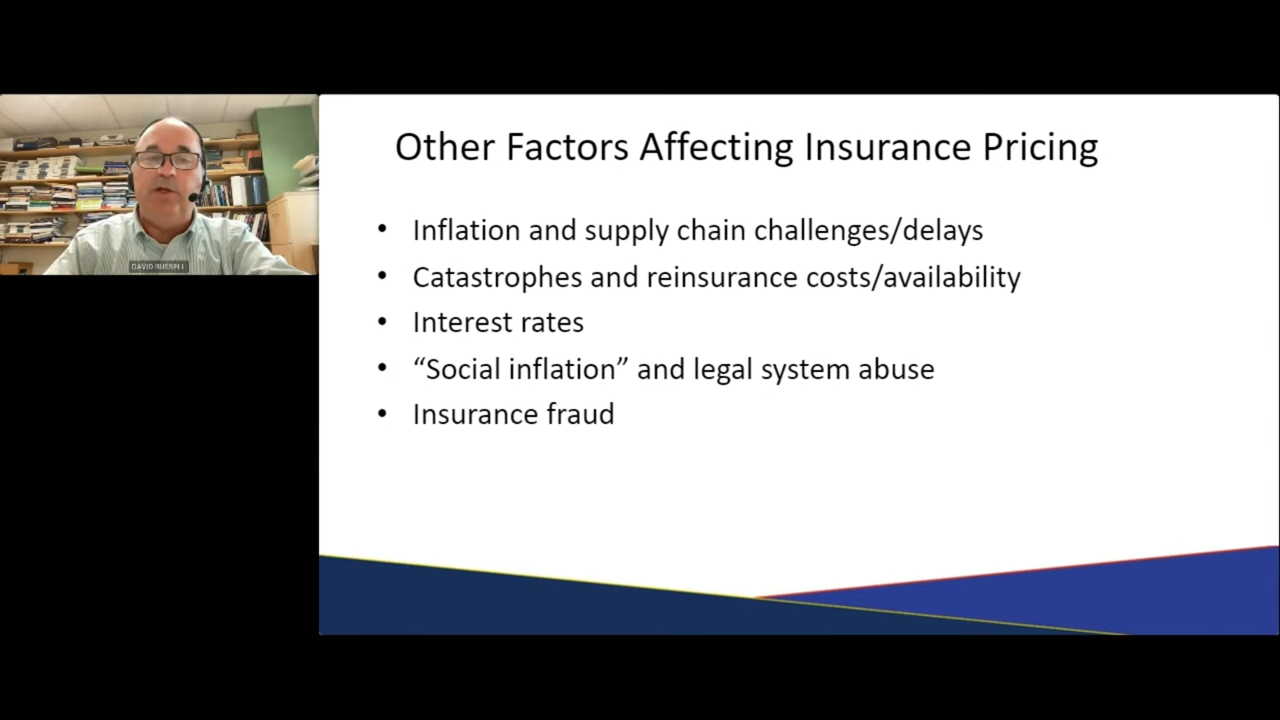 DAVID RUSSELL
Other Factors Affecting Insurance Pricing
• Inflation and supply chain challenges/delays
• Catastrophes and reinsurance costs/availability
• Interest rates
• “Social inflation” and legal system abuse
• Insurance fraud